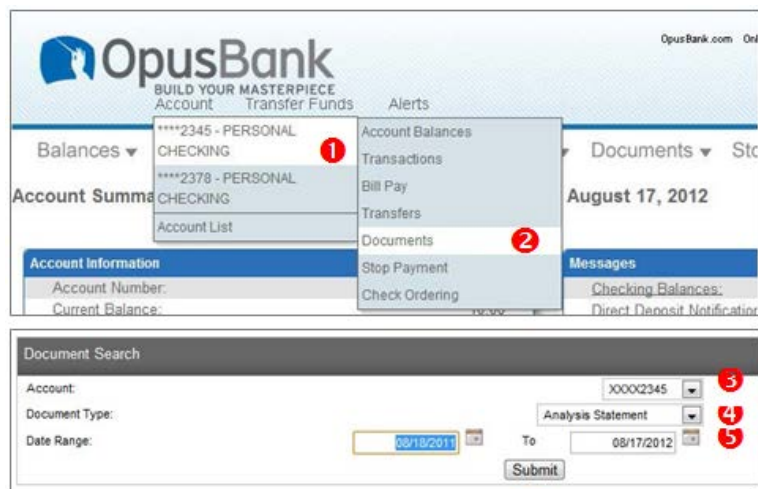 OpusBank
BUILD YOUR MASTERPIECE
OpusBank.com
Account Transfer Funds Alerts
****2345 - PERSONAL CHECKING
1
****2378 - PERSONAL CHECKING
Account List
Account Balances
Transactions
Bill Pay
Transfers
Documents
2
Stop Payment
Check Ordering
Balances
Documents
Account
August 17, 2012
Account Information
Account Number:
Current Balance:
Messages
Checking Balances:
Direct Deposit Notification
Document Search
Account:
XXXX2345
3
Document Type:
Analysis Statement
4
Date Range:
08/18/2011
To
08/17/2012
5
Submit